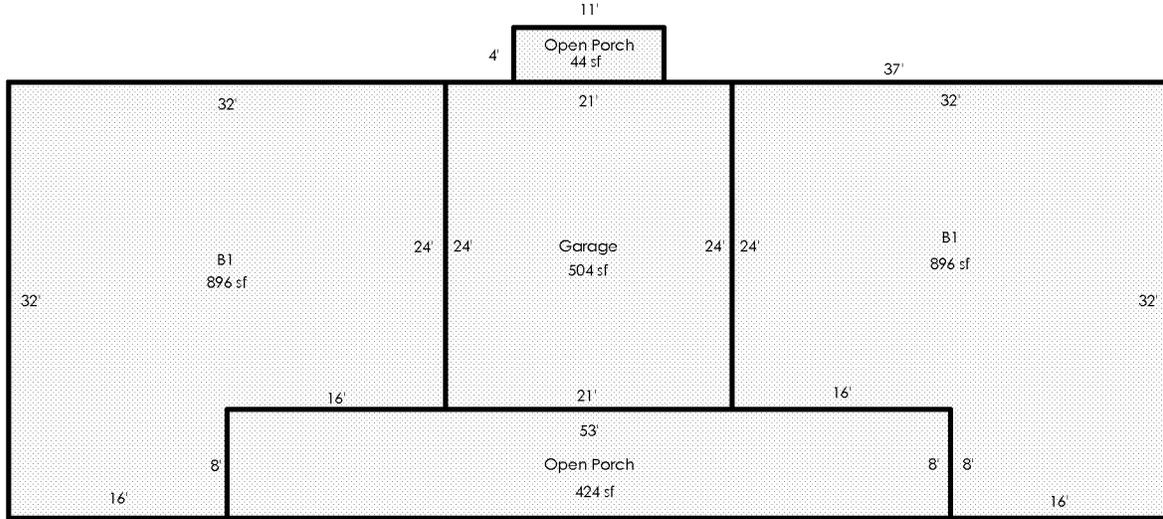 11'
Open Porch
44 sf
4'
37'
32'
21'
32'
24'
24'
Garage
504 sf
24'
24'
B1
896 sf
B1
896 sf
32'
32'
16'
21'
16'
53'
8'
Open Porch
424 sf
8'
8'
16'
16'